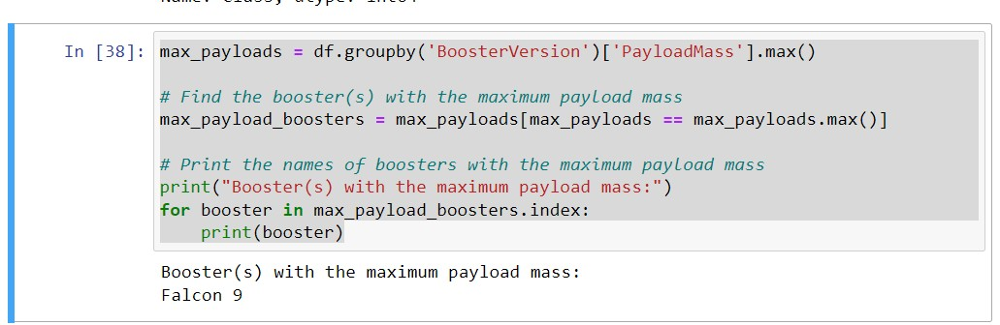 In [38]: max_payloads = df.groupby('BoosterVersion')['PayloadMass'].max()
# Find the booster(s) with the maximum payload mass
max_payload_boosters = max_payloads[max_payloads == max_payloads.max()]
# Print the names of boosters with the maximum payload mass
print("Booster(s) with the maximum payload mass:")
for booster in max_payload_boosters.index:
    print(booster)
Booster(s) with the maximum payload mass:
Falcon 9